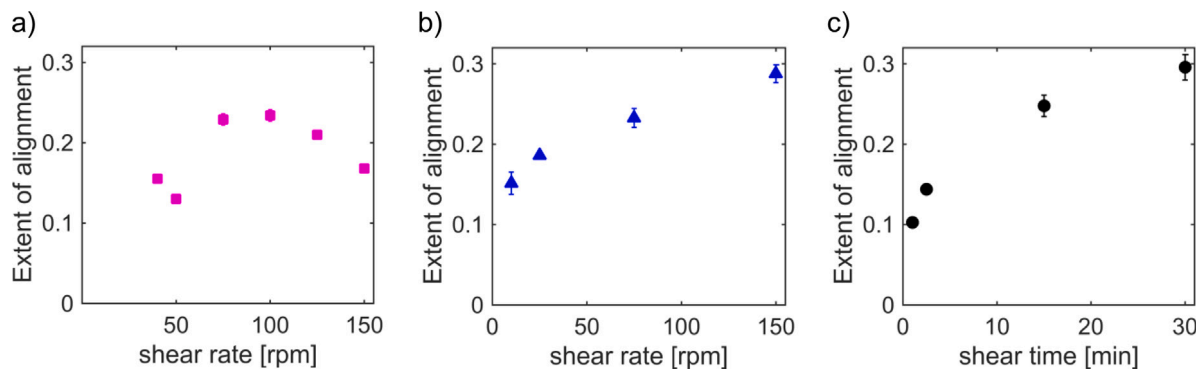 a)
Extent of alignment
0.3
0.2
0.1
0
50 100 150
shear rate [rpm]
b)
Extent of alignment
0.3
0.2
0.1
0
0 50 100 150
shear rate [rpm]
c)
Extent of alignment
0.3
0.2
0.1
0
0 10 20 30
shear time [min]